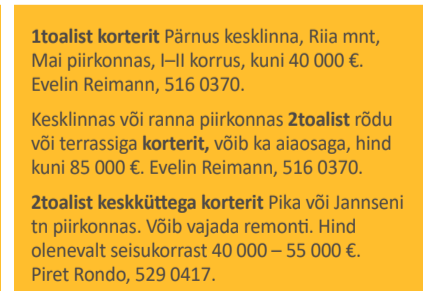 1toalist korterit Pärnus kesklinna, Riia mnt,
Mai piirkonnas, I–II korrus, kuni 40 000 €.
Evelin Reimann, 516 0370.
Kesklinnas või ranna piirkonnas 2toalist rõdu
või terrassiga korterit, võib ka aiaosaga, hind
kuni 85 000 €. Evelin Reimann, 516 0370.
2toalist keskküttega korterit Pika või Jannseni
tn piirkonnas. Võib vajada remonti. Hind
olenevalt seisukorrast 40 000 – 55 000 €.
Piret Rondo, 529 0417.